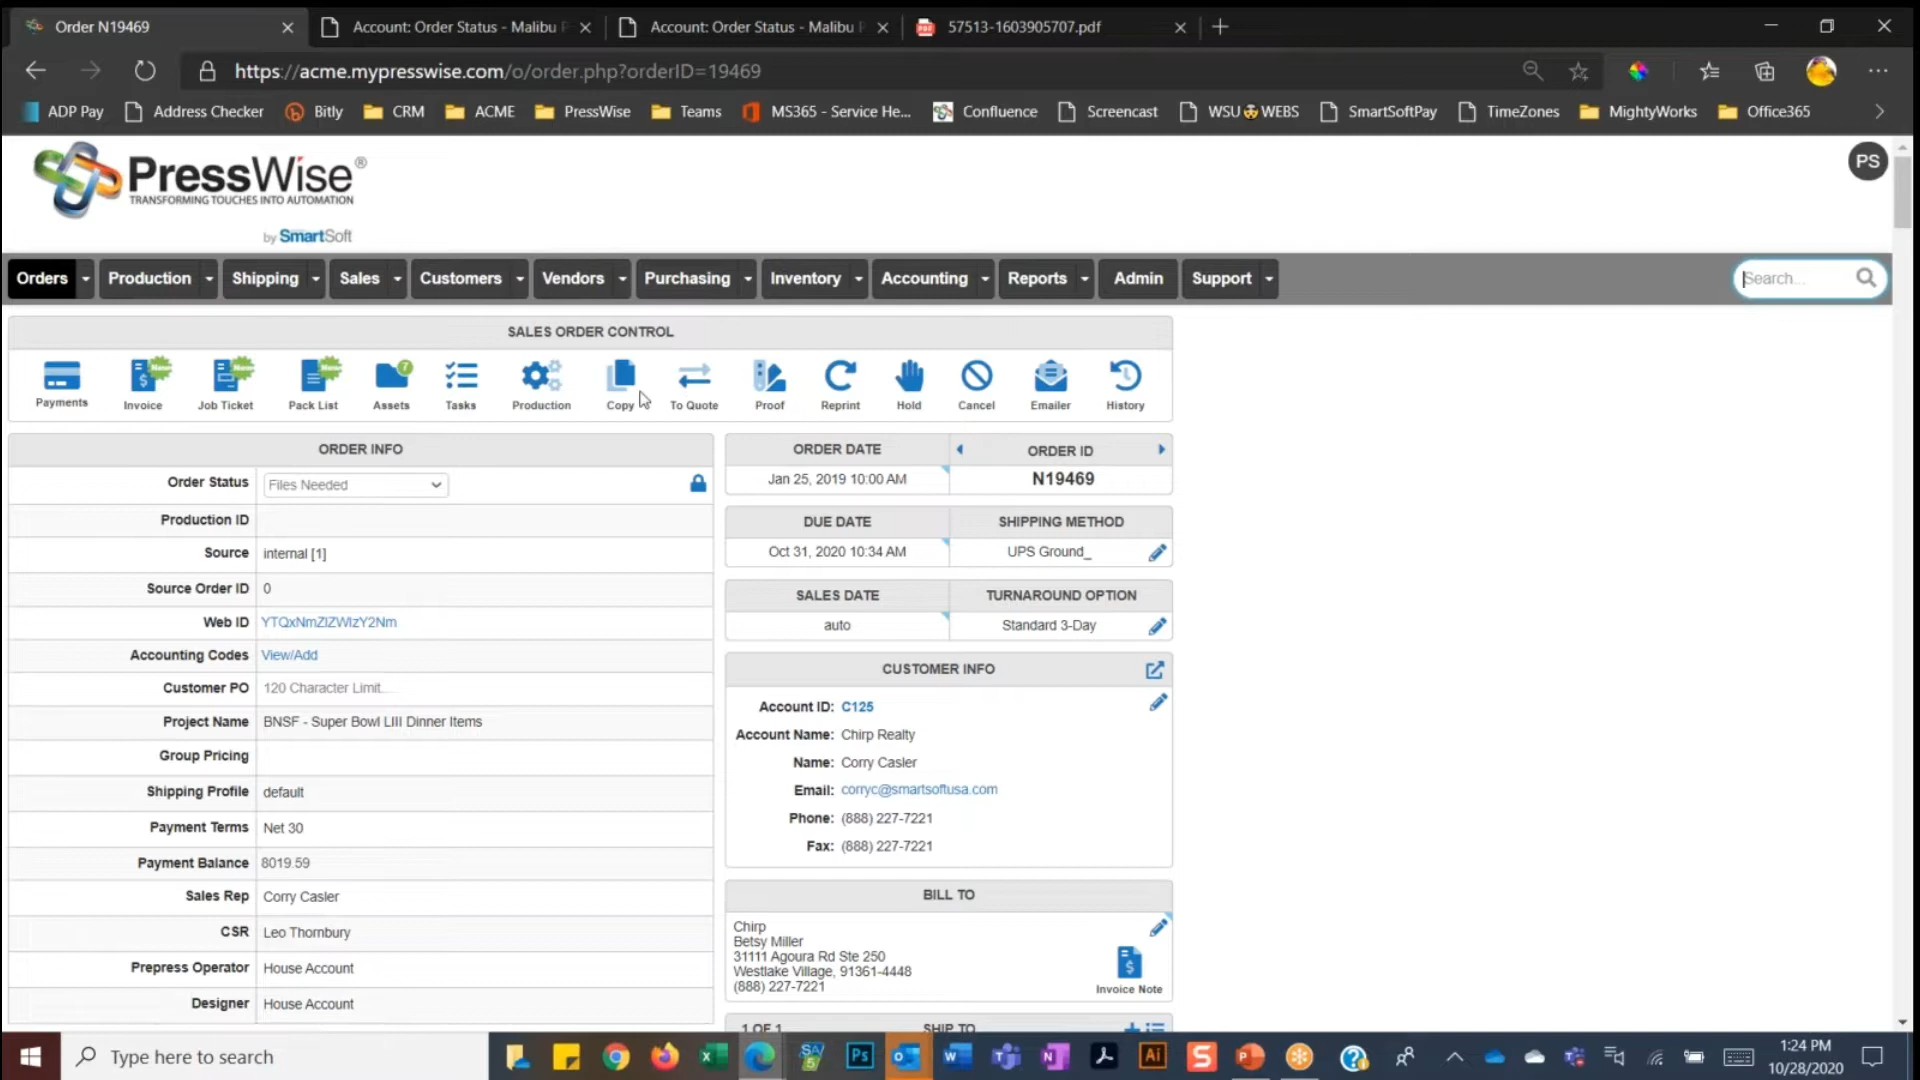 Order N19469
Account: Order Status - Malibu P
Account: Order Status - Malibu P
57513-1603905707.pdf
https://acme.mypresswise.com/o/order.php?orderID=19469
ADP Pay
Address Checker
Bitly
CRM
ACME
PressWise
Teams
MS365 - Service He...
Confluence
Screencast
WSU WEBS
SmartSoftPay
TimeZones
MightyWorks
Office365
PressWise®
TRANSFORMING TOUCHES INTO AUTOMATION
by SmartSoft
PS
Orders
Production
Shipping
Sales
Customers
Vendors
Purchasing
Inventory
Accounting
Reports
Admin
Support
Search...
SALES ORDER CONTROL
Payments
Invoice
Job Ticket
Pack List
Assets
Tasks
Production
Copy
To Quote
Proof
Reprint
Hold
Cancel
Emailer
History
ORDER INFO
Order Status Files Needed
Production ID
Source internal [1]
Source Order ID 0
Web ID
Accounting Codes View/Add
Customer PO 120 Character Limit...
Project Name BNSF - Super Bowl LIII Dinner Items
Group Pricing
Shipping Profile default
Payment Terms Net 30
Payment Balance 8019.59
Sales Rep Corry Casler
CSR Leo Thornbury
Prepress Operator House Account
Designer House Account
ORDER DATE
ORDER ID
Jan 25, 2019 10:00 AM
N19469
DUE DATE
SHIPPING METHOD
Oct 31, 2020 10:34 AM
UPS Ground_
SALES DATE
TURNAROUND OPTION
auto
Standard 3-Day
CUSTOMER INFO
Account ID: C125
Account Name: Chirp Realty
Name: Corry Casler
Email: corryc@smartsoftusa.com
Phone: (888) 227-7221
Fax: (888) 227-7221
BILL TO
Chirp
Betsy Miller
31111 Agoura Rd Ste 250
Westlake Village, 91361-4448
(888) 227-7221
Invoice Note
1 OF 1
SHIP TO
Type here to search
1:24 PM
10/28/2020